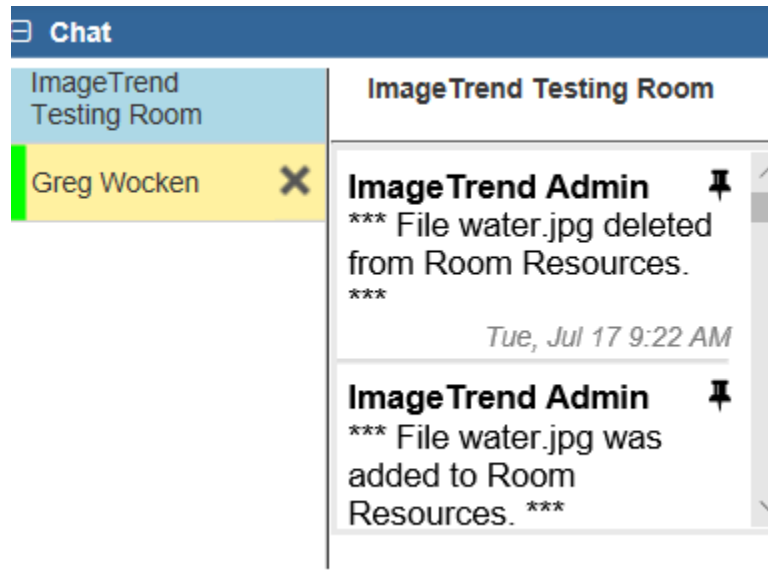 Chat
ImageTrend
Testing Room
Greg Wocken
ImageTrend Testing Room
ImageTrend Admin
*** File water.jpg deleted
from Room Resources.
***
Tue, Jul 17 9:22 AM
ImageTrend Admin
*** File water.jpg was
added to Room
Resources. ***